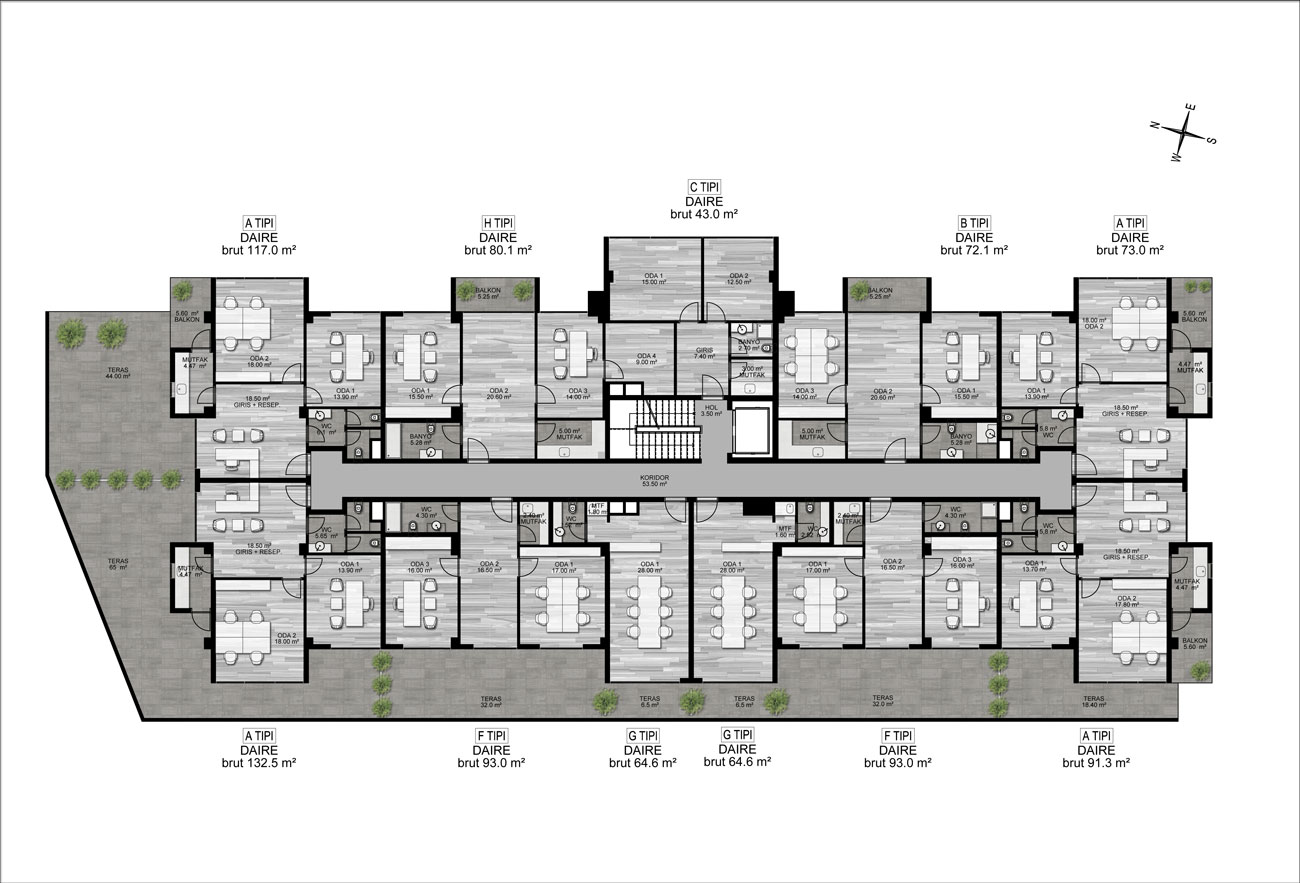 E
N
S
W
C TIPI
DAIRE
brut 43.0 m²
A TIPI
DAIRE
brut 117.0 m²
H TIPI
DAIRE
brut 80.1 m²
B TIPI
DAIRE
brut 72.1 m²
A TIPI
DAIRE
brut 73.0 m²
ODA 1
15.00 m²
ODA 2
12.50 m²
BALKON
5.25 m²
BALKON
5.25 m²
5.60 m²
BALKON
5.60 m²
BALKON
18.00 m²
ODA 2
TERAS
44.00 m²
MUTFAK
4.47 m²
ODA 2
18.00 m²
ODA 4
9.00 m²
GIRIS
7.40 m²
BANYO
2.70 m²
3.00 m²
MUTFAK
4.47 m²
MUTFAK
ODA 1
13.90 m²
ODA 1
15.50 m²
ODA 2
20.60 m²
ODA 3
14.00 m²
ODA 3
14.00 m²
ODA 2
20.60 m²
ODA 1
15.50 m²
ODA 1
13.90 m²
18.50 m²
GIRIS + RESEP.
18.50 m²
GIRIS + RESEP.
HOL
3.50 m²
WC
BANYO
5.28 m²
5.00 m²
MUTFAK
5.00 m²
MUTFAK
BANYO
5.28 m²
5.8 m²
WC
KORIDOR
53.50 m²
WC
5.65 m²
WC
4.30 m²
2.40 m²
MUTFAK
WC
MTF
1.80 m²
MTF
1.60 m²
WC
2.40 m²
MUTFAK
WC
4.30 m²
WC
5.8 m²
18.50 m²
GIRIS + RESEP.
18.50 m²
GIRIS + RESEP.
TERAS
65 m²
MUTFAK
4.47 m²
ODA 1
13.90 m²
ODA 3
16.00 m²
ODA 2
16.50 m²
ODA 1
17.00 m²
ODA 1
28.00 m²
ODA 1
28.00 m²
ODA 1
17.00 m²
ODA 2
16.50 m²
ODA 3
16.00 m²
ODA 1
13.70 m²
MUTFAK
4.47 m²
ODA 2
17.80 m²
ODA 2
18.00 m²
BALKON
5.60 m²
TERAS
32.0 m²
TERAS
6.5 m²
TERAS
6.5 m²
TERAS
32.0 m²
TERAS
18.40 m²
A TIPI
DAIRE
brut 132.5 m²
F TIPI
DAIRE
brut 93.0 m²
G TIPI
DAIRE
brut 64.6 m²
G TIPI
DAIRE
brut 64.6 m²
F TIPI
DAIRE
brut 93.0 m²
A TIPI
DAIRE
brut 91.3 m²